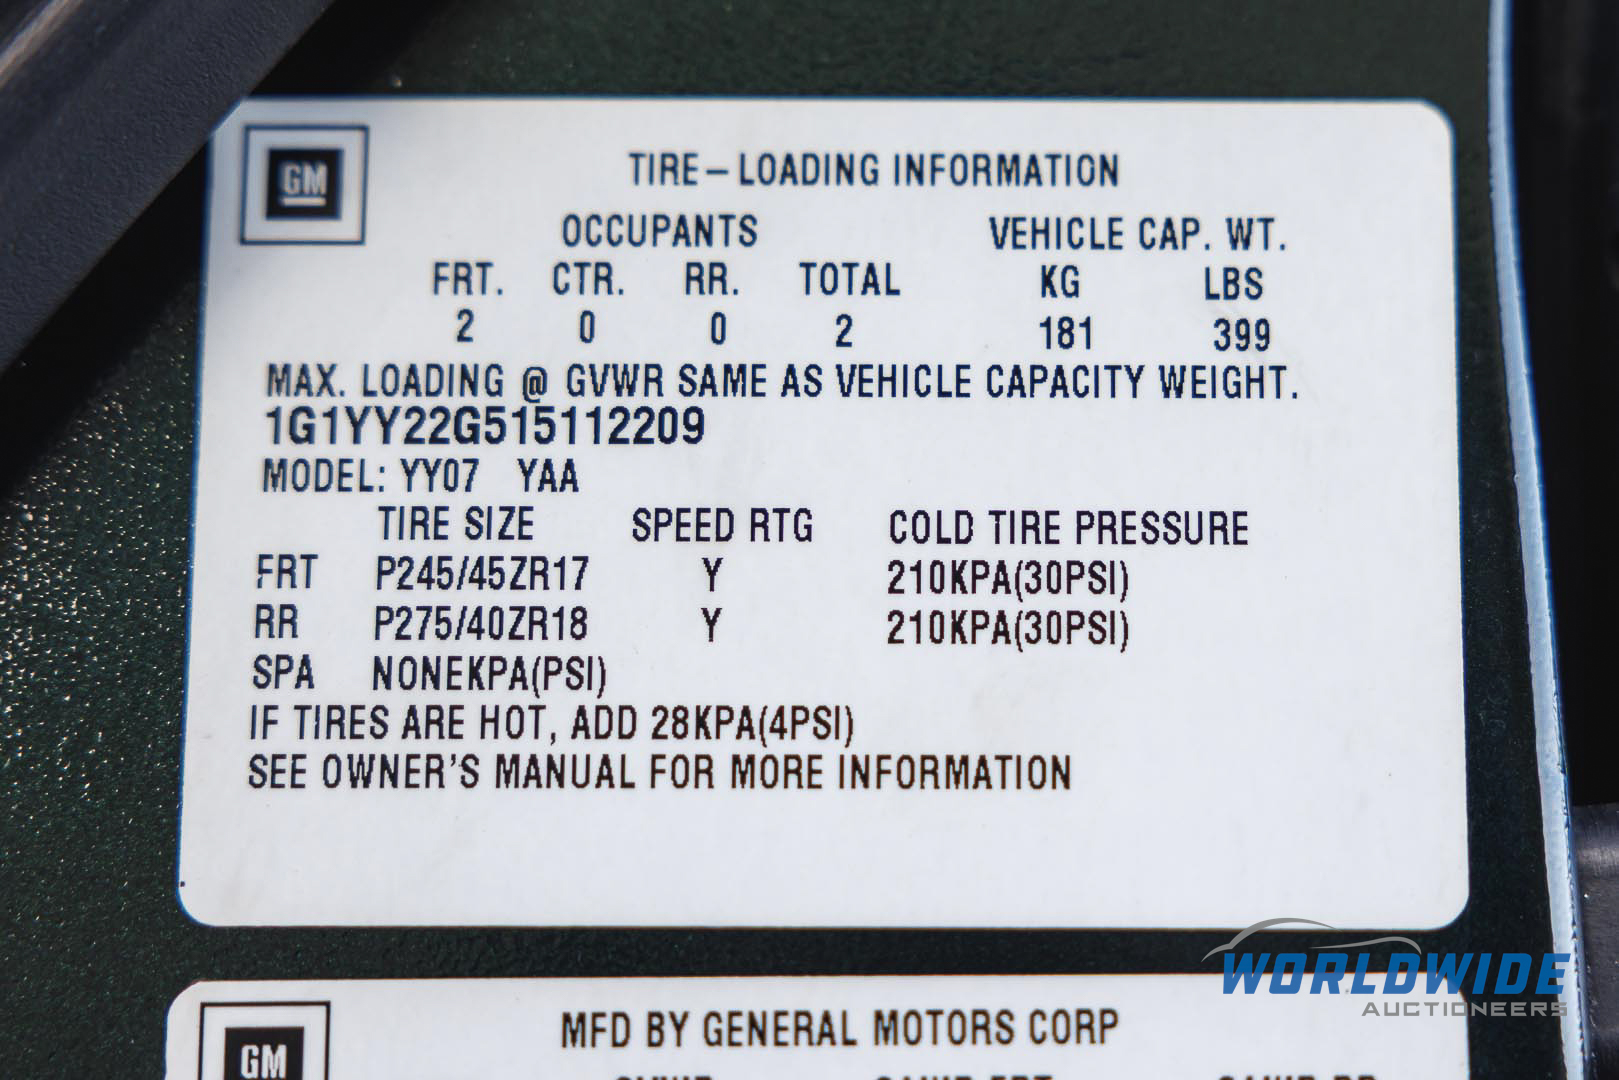 GM
TIRE–LOADING INFORMATION
OCCUPANTS VEHICLE CAP. WT.
FRT. CTR. RR. TOTAL KG LBS
2 0 0 2 181 399
MAX. LOADING @ GVWR SAME AS VEHICLE CAPACITY WEIGHT.
1G1YY22G515112209
MODEL: YY07 YAA
TIRE SIZE SPEED RTG COLD TIRE PRESSURE
FRT P245/45ZR17 Y 210KPA(30PSI)
RR P275/40ZR18 Y 210KPA(30PSI)
SPA NONEKPA(PSI)
IF TIRES ARE HOT, ADD 28KPA(4PSI)
SEE OWNER'S MANUAL FOR MORE INFORMATION
WORLDWIDE
AUCTIONEERS
GM
MFD BY GENERAL MOTORS CORP